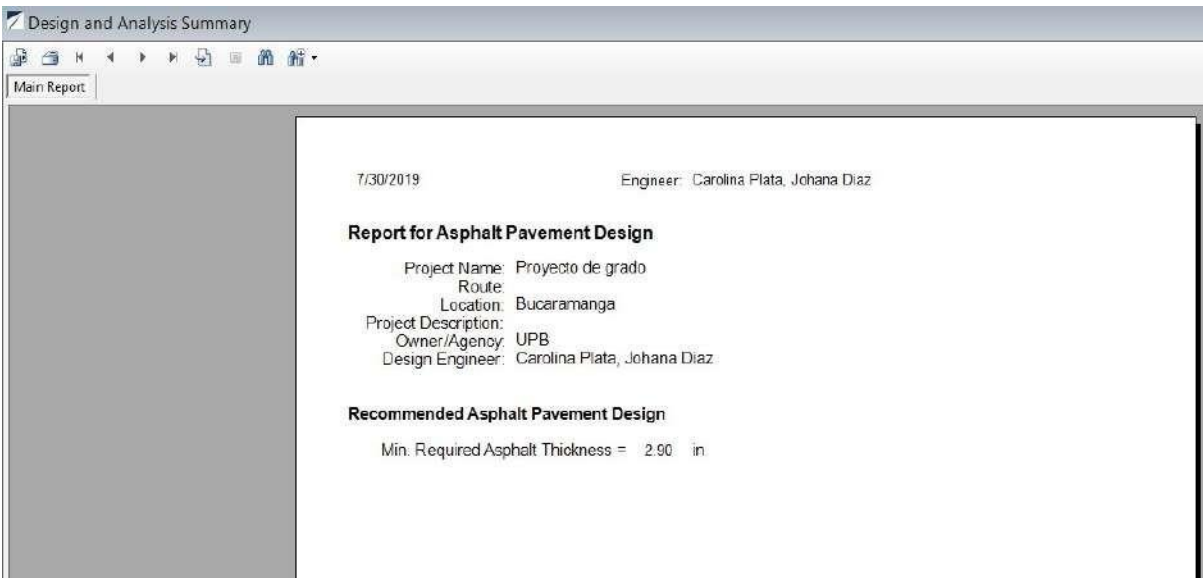 Design and Analysis Summary
Main Report
7/30/2019 Engineer: Carolina Plata, Johana Diaz
Report for Asphalt Pavement Design
Project Name: Proyecto de grado
Route:
Location: Bucaramanga
Project Description:
Owner/Agency: UPB
Design Engineer: Carolina Plata, Johana Diaz
Recommended Asphalt Pavement Design
Min. Required Asphalt Thickness = 2.90 in